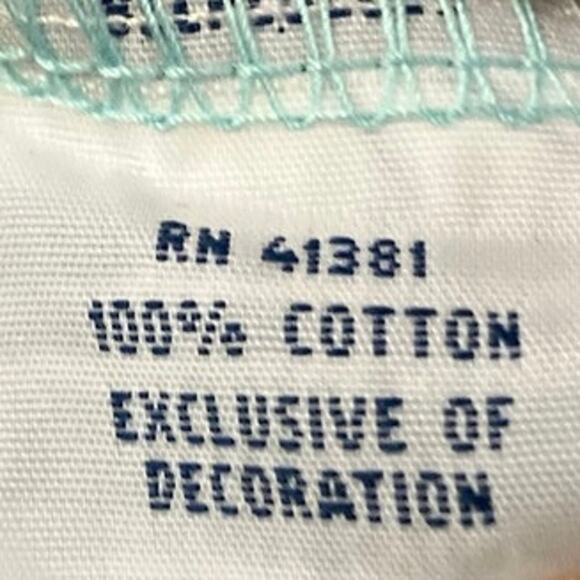 RN 41381
100% COTTON
EXCLUSIVE OF
DECORATION